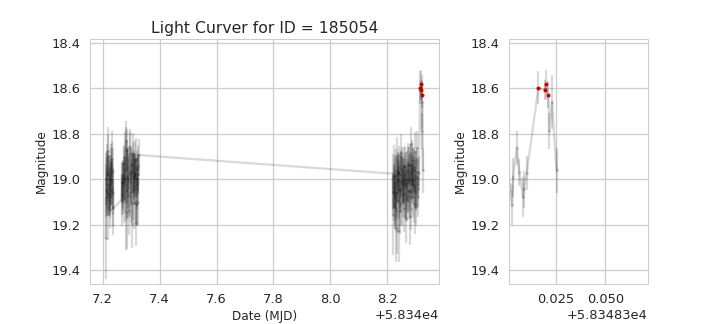 Light Curver for ID = 185054
18.4
18.6
18.8
19.0
19.2
19.4
Magnitude
7.2 7.4 7.6 7.8 8.0 8.2
Date (MJD)
+5.834e4
18.4
18.6
18.8
19.0
19.2
19.4
Magnitude
0.025 0.050
+5.83483e4